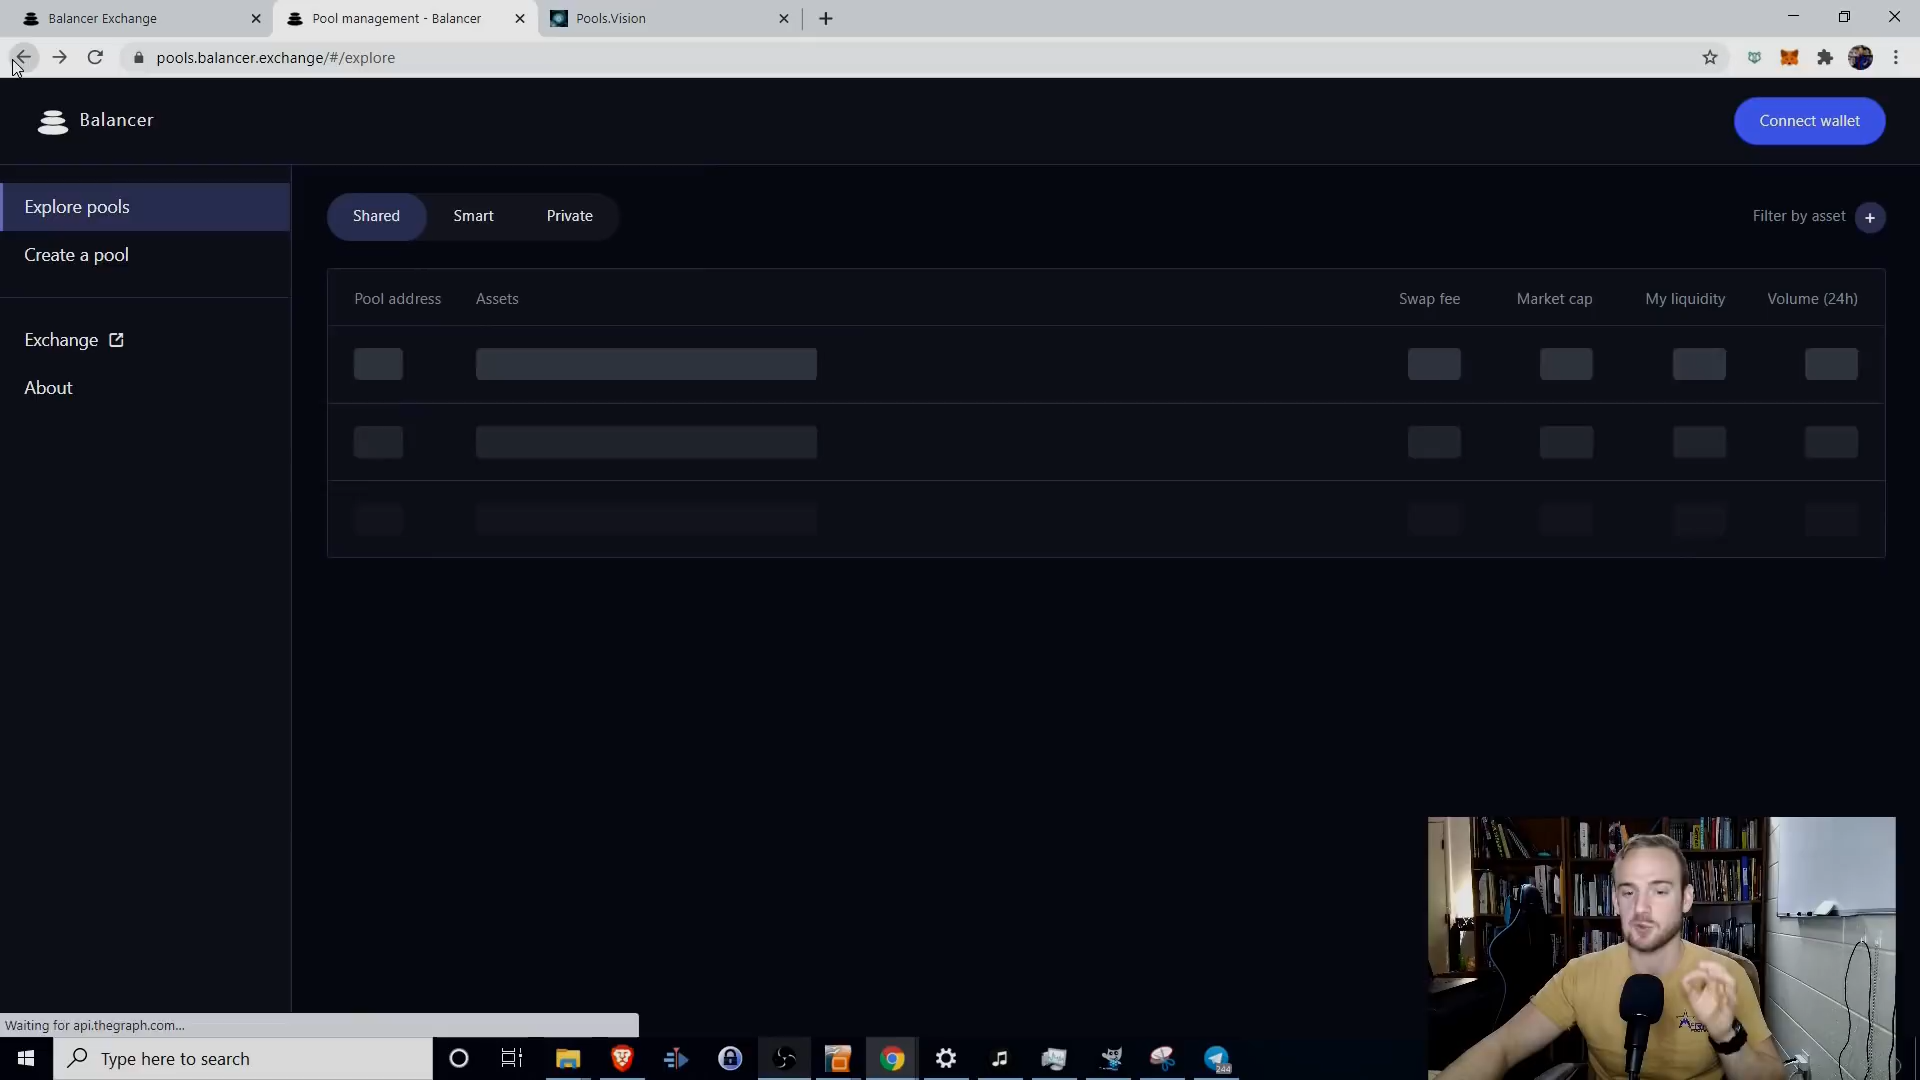 Balancer Exchange
Pool management - Balancer
Pools.Vision
pools.balancer.exchange/#/explore
Balancer
Connect wallet
Explore pools
Create a pool
Exchange
About
Shared
Smart
Private
Filter by asset
Pool address
Assets
Swap fee
Market cap
My liquidity
Volume (24h)
Waiting for api.thegraph.com...
Type here to search
244